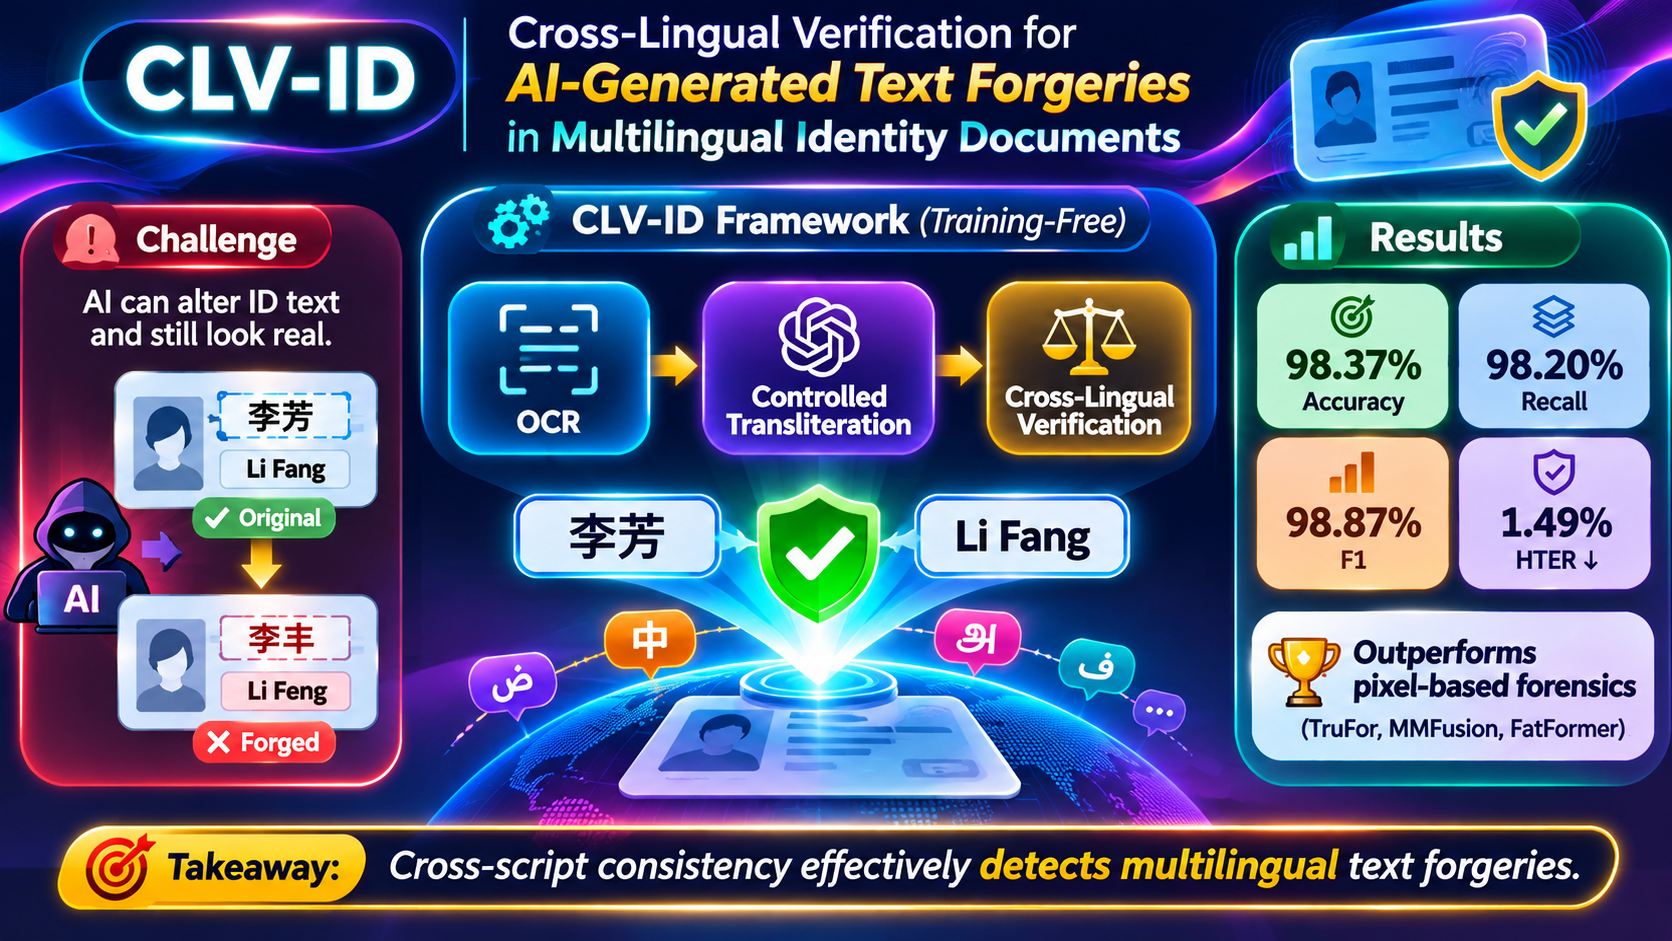 CLV-ID
Cross-Lingual Verification for
AI-Generated Text Forgeries
in Multilingual Identity Documents
Challenge
AI can alter ID text
and still look real.
李芳
Li Fang
Original
AI
李丰
Li Feng
Forged
CLV-ID Framework (Training-Free)
OCR
Controlled
Transliteration
Cross-Lingual
Verification
李芳
Li Fang
ض
中
அ
ف
...
Results
98.37%
Accuracy
98.20%
Recall
98.87%
F1
1.49%
HTER ↓
Outperforms
pixel-based forensics
(TruFor, MMFusion, FatFormer)
Takeaway: Cross-script consistency effectively detects multilingual text forgeries.